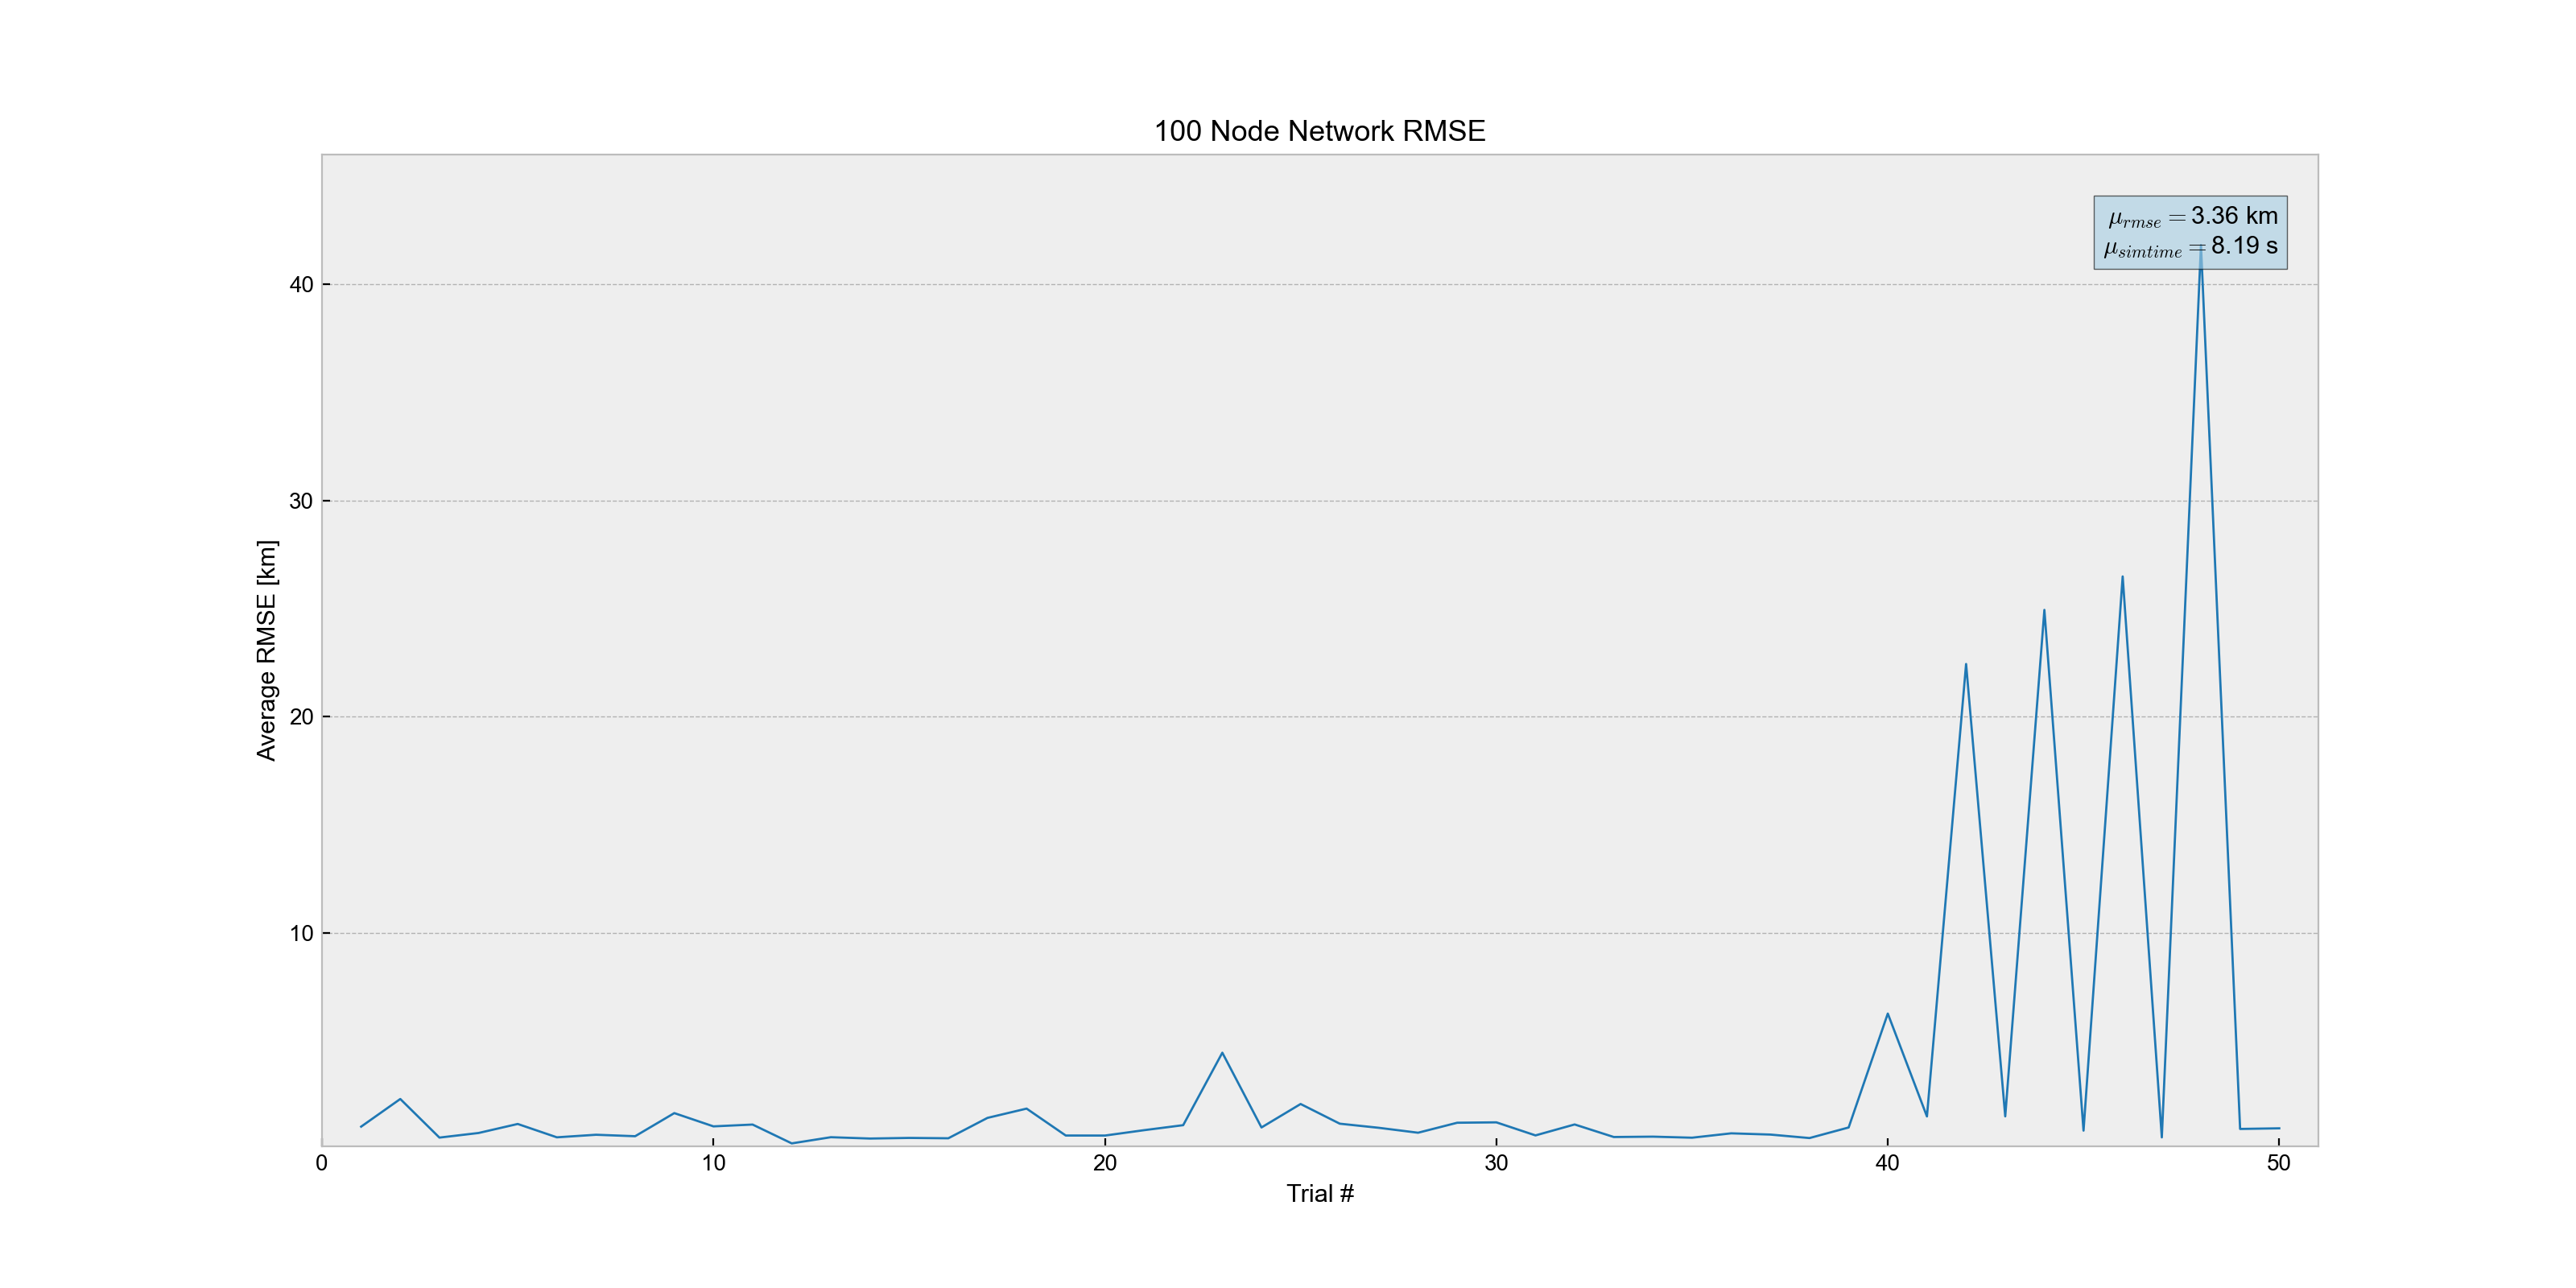 100 Node Network RMSE
μrmse = 3.36 km
μsimtime = 8.19 s
Average RMSE [km]
40
30
20
10
0 10 20 30 40 50
Trial #